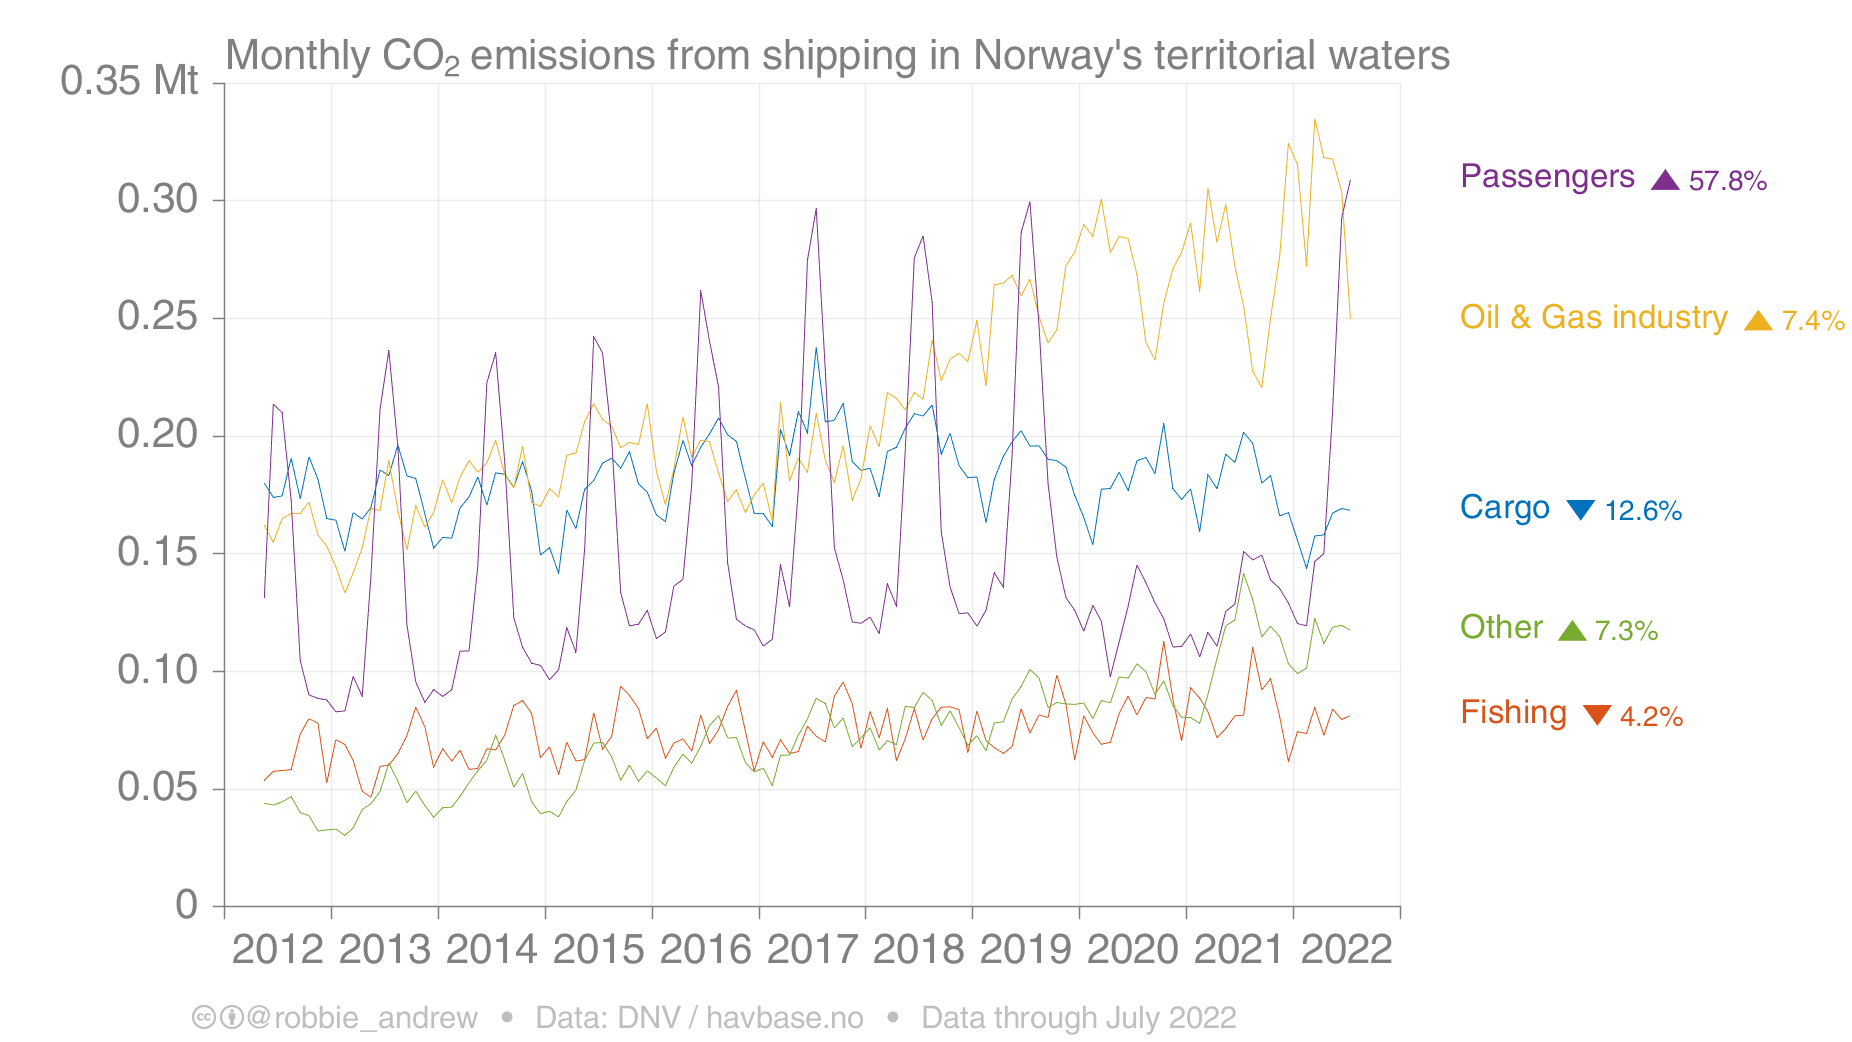 Monthly CO₂ emissions from shipping in Norway's territorial waters
0.35 Mt
0.30
0.25
0.20
0.15
0.10
0.05
0
2012 2013 2014 2015 2016 2017 2018 2019 2020 2021 2022
Passengers ▲ 57.8%
Oil & Gas industry ▲ 7.4%
Cargo ▼ 12.6%
Other ▲ 7.3%
Fishing ▼ 4.2%
@robbie_andrew • Data: DNV / havbase.no • Data through July 2022